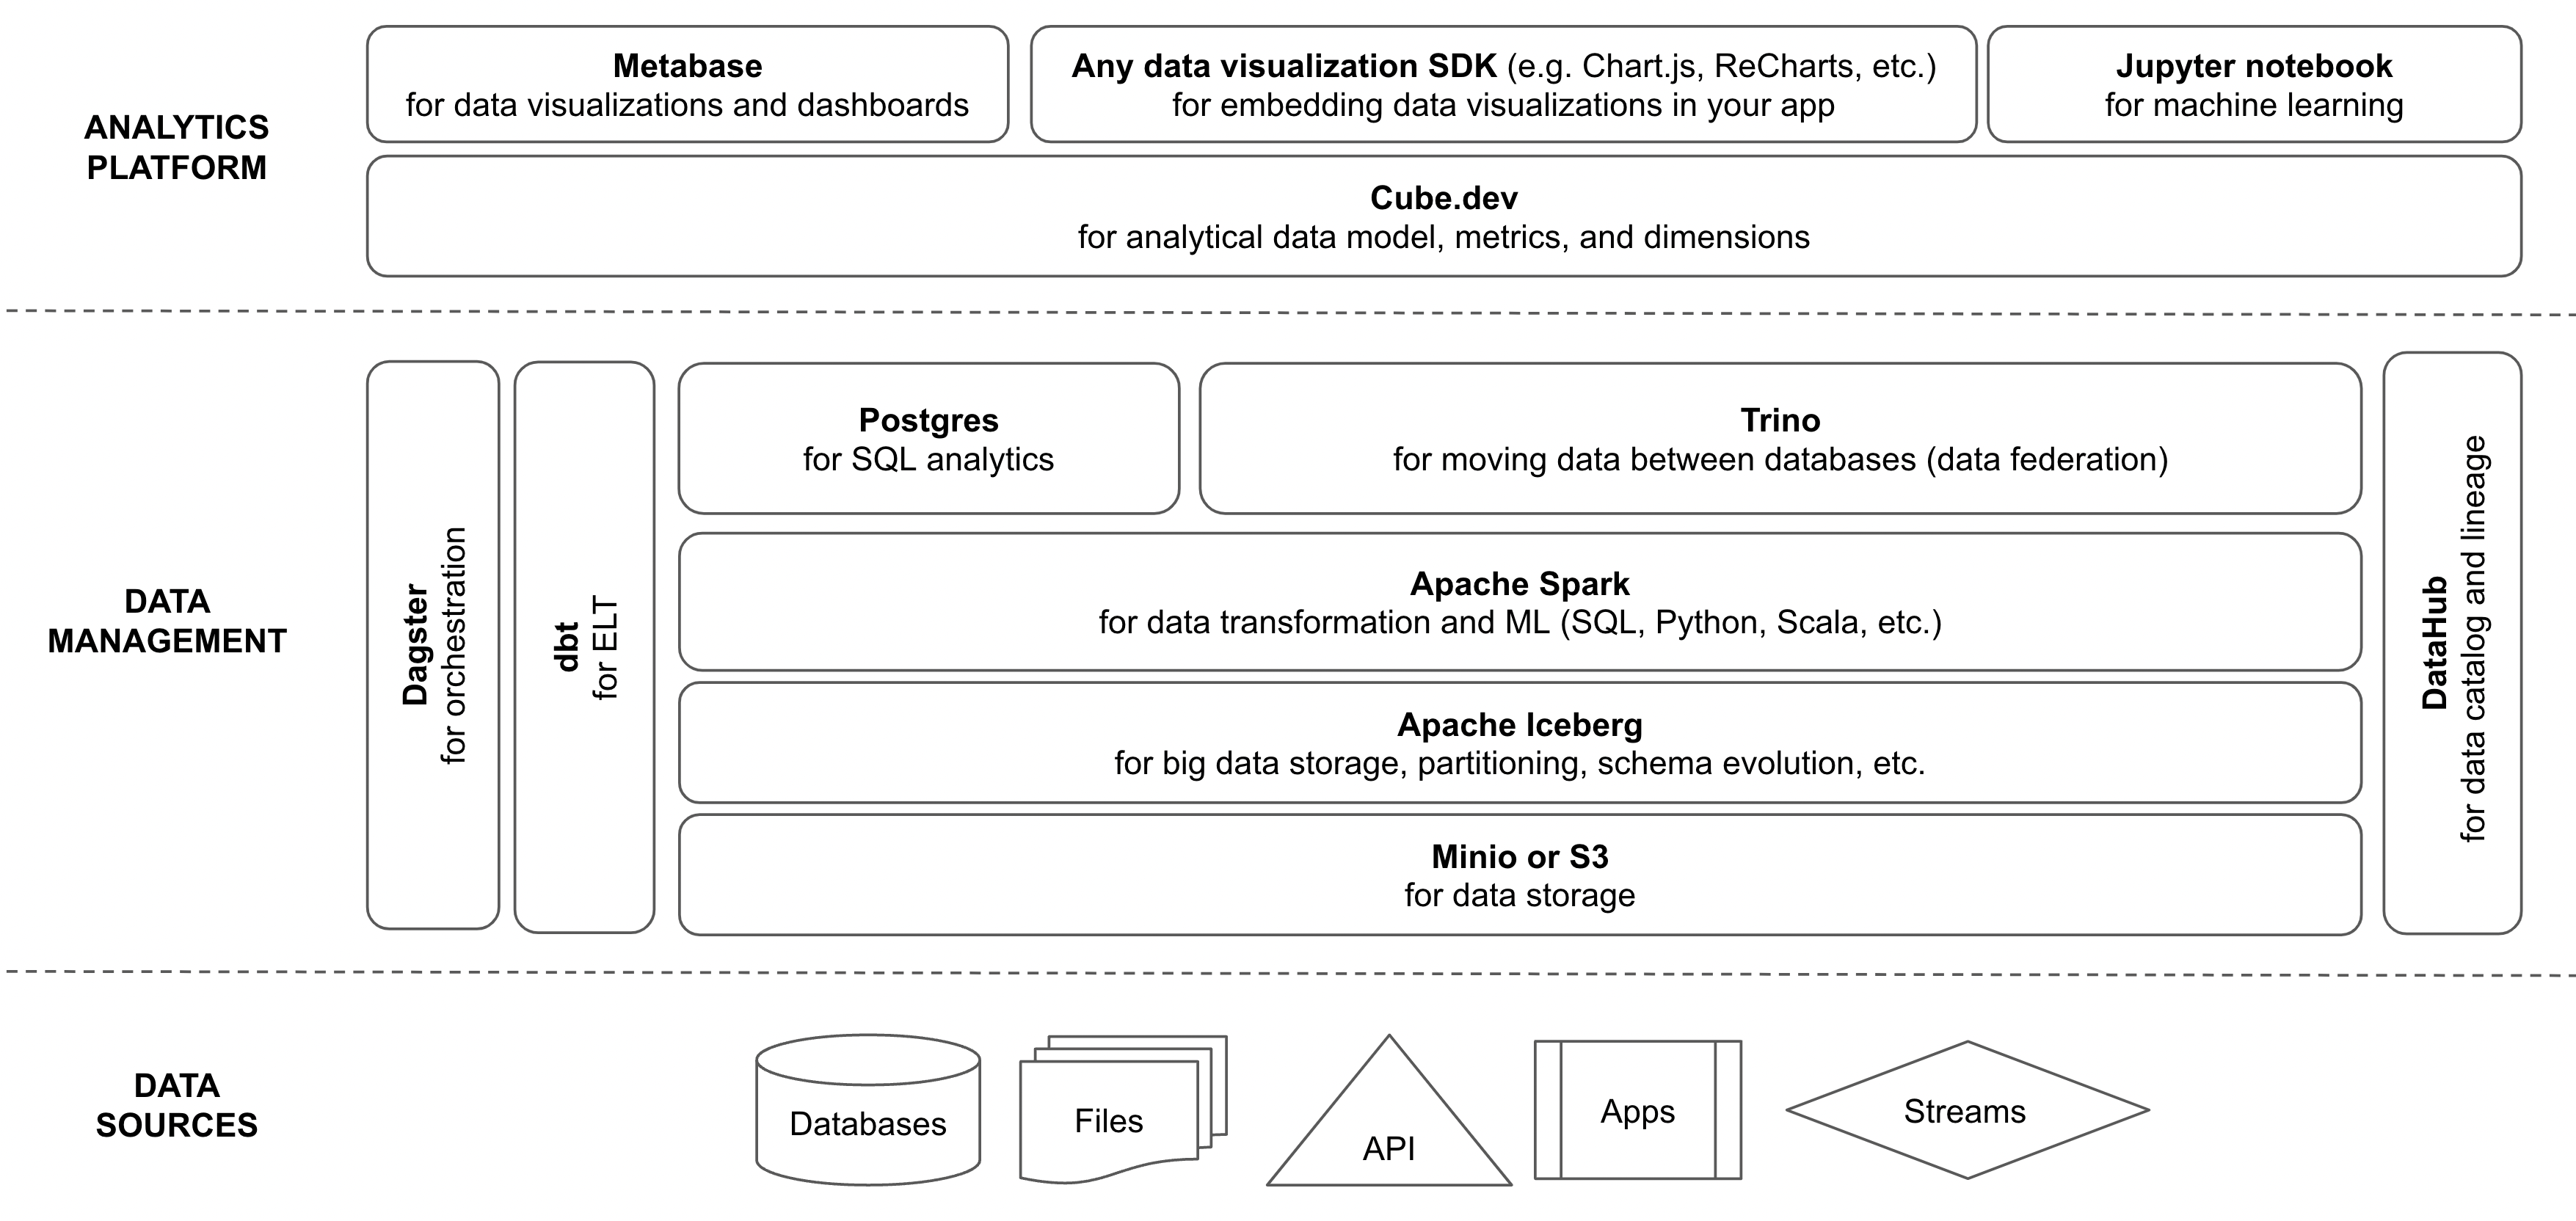 ANALYTICS
PLATFORM
Metabase
for data visualizations and dashboards
Any data visualization SDK (e.g. Chart.js, ReCharts, etc.)
for embedding data visualizations in your app
Jupyter notebook
for machine learning
Cube.dev
for analytical data model, metrics, and dimensions
DATA
MANAGEMENT
Dagster
for orchestration
dbt
for ELT
Postgres
for SQL analytics
Trino
for moving data between databases (data federation)
Apache Spark
for data transformation and ML (SQL, Python, Scala, etc.)
Apache Iceberg
for big data storage, partitioning, schema evolution, etc.
Minio or S3
for data storage
DataHub
for data catalog and lineage
DATA
SOURCES
Databases
Files
API
Apps
Streams